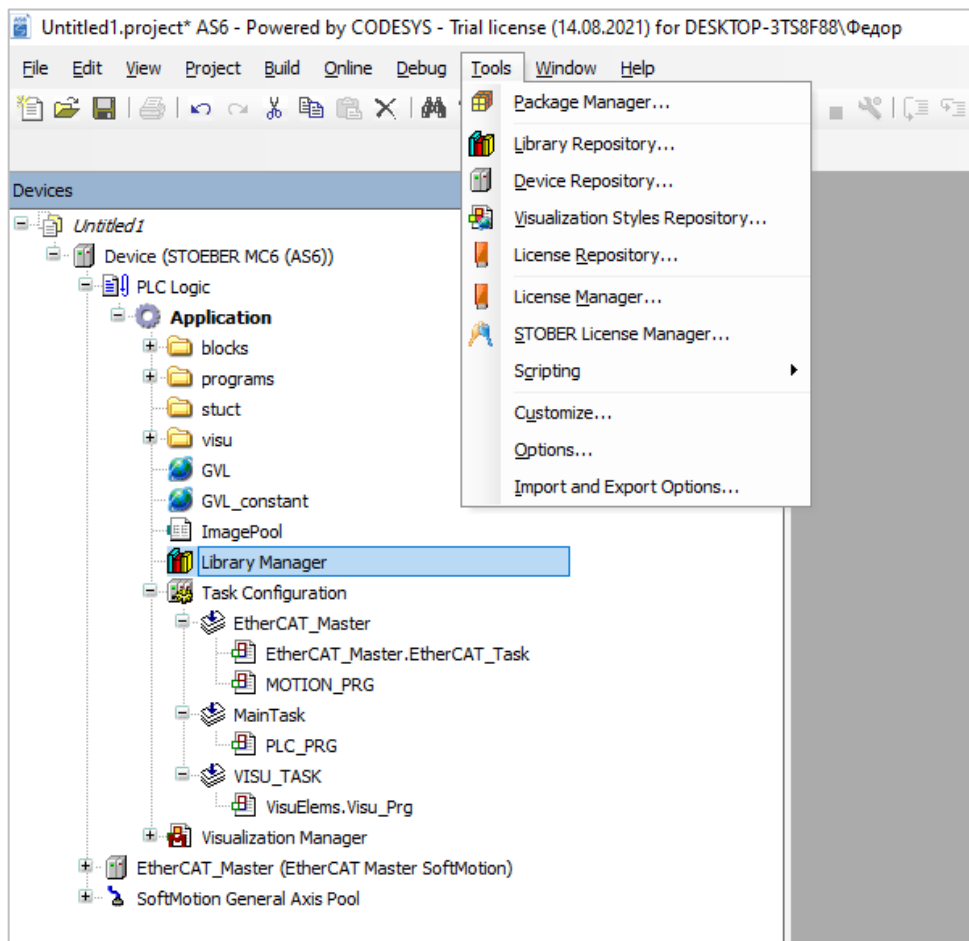 Untitled1.project* AS6 - Powered by CODESYS - Trial license (14.08.2021) for DESKTOP-3TS8F88\Федор
File Edit View Project Build Online Debug Tools Window Help
Package Manager...
Library Repository...
Device Repository...
Visualization Styles Repository...
License Repository...
License Manager...
STOBER License Manager...
Scripting
Customize...
Options...
Import and Export Options...
Devices
Untitled1
Device (STOEBER MC6 (AS6))
PLC Logic
Application
blocks
programs
stuct
visu
GVL
GVL_constant
ImagePool
Library Manager
Task Configuration
EtherCAT_Master
EtherCAT_Master.EtherCAT_Task
MOTION_PRG
MainTask
PLC_PRG
VISU_TASK
VisuElems.Visu_Prg
Visualization Manager
EtherCAT_Master (EtherCAT Master SoftMotion)
SoftMotion General Axis Pool